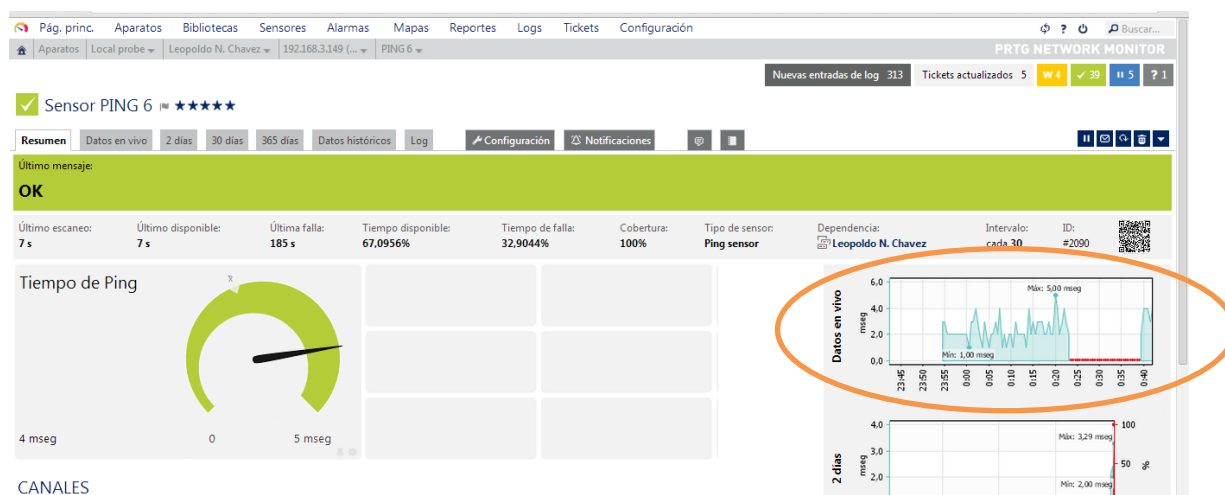 Pág. princ. Aparatos Bibliotecas Sensores Alarmas Mapas Reportes Logs Tickets Configuración ? Buscar...
Aparatos Local probe Leopoldo N. Chavez 192.168.3.149 (... PING 6 PRTG NETWORK MONITOR
Nuevas entradas de log 313 Tickets actualizados 5 W 4 39 5 ? 1
Sensor PING 6
Resumen Datos en vivo 2 días 30 días 365 días Datos históricos Log Configuración Notificaciones
Último mensaje:
OK
Último escaneo: Último disponible: Última falla: Tiempo disponible: Tiempo de falla: Cobertura: Tipo de sensor: Dependencia: Intervalo: ID:
7 s 7 s 185 s 67,0956% 32,9044% 100% Ping sensor Leopoldo N. Chavez cada 30 #2090
Tiempo de Ping
4 mseg 0 5 mseg
Datos en vivo
mseg
6,0
4,0
2,0
0,0
Máx: 5,00 mseg
Mín: 1,00 mseg
23:45 23:50 23:55 0:00 0:05 0:10 0:15 0:20 0:25 0:30 0:35 0:40
2 días
mseg
4,0
3,0
2,0
100
50
%
Máx: 3,29 mseg
Mín: 2,00 mseg
CANALES